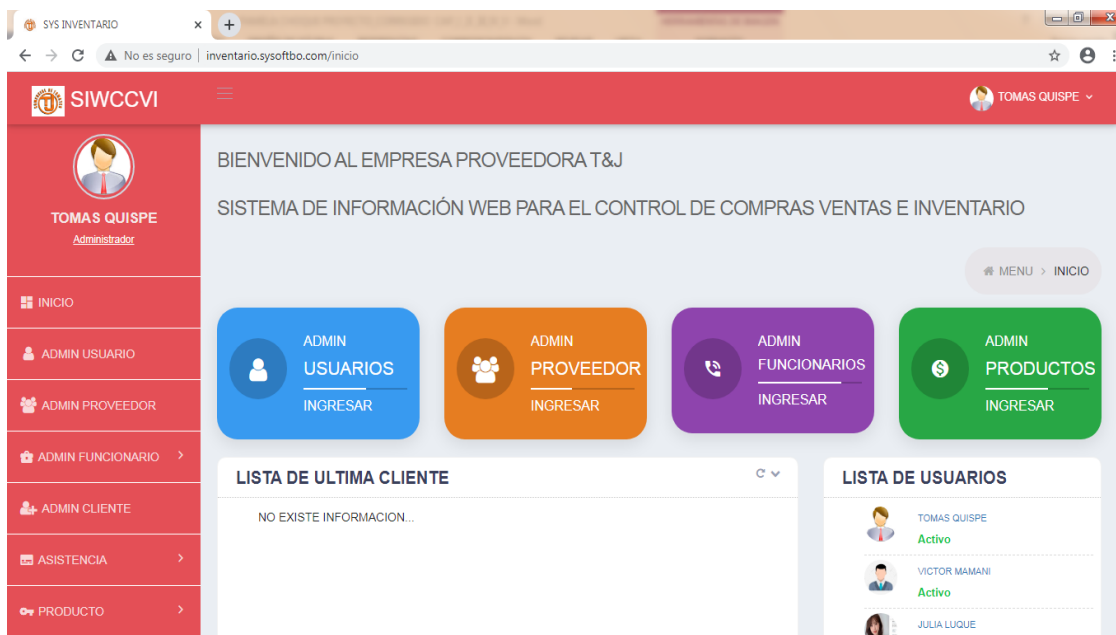 SYS INVENTARIO
No es seguro | inventario.sysoftbo.com/inicio
SIWCCVI
TOMAS QUISPE
TOMAS QUISPE
Administrador
INICIO
ADMIN USUARIO
ADMIN PROVEEDOR
ADMIN FUNCIONARIO
ADMIN CLIENTE
ASISTENCIA
PRODUCTO
BIENVENIDO AL EMPRESA PROVEEDORA T&J
SISTEMA DE INFORMACIÓN WEB PARA EL CONTROL DE COMPRAS VENTAS E INVENTARIO
MENU > INICIO
ADMIN
USUARIOS
INGRESAR
ADMIN
PROVEEDOR
INGRESAR
ADMIN
FUNCIONARIOS
INGRESAR
ADMIN
PRODUCTOS
INGRESAR
LISTA DE ULTIMA CLIENTE
NO EXISTE INFORMACION...
LISTA DE USUARIOS
TOMAS QUISPE
Activo
VICTOR MAMANI
Activo
JULIA LUQUE